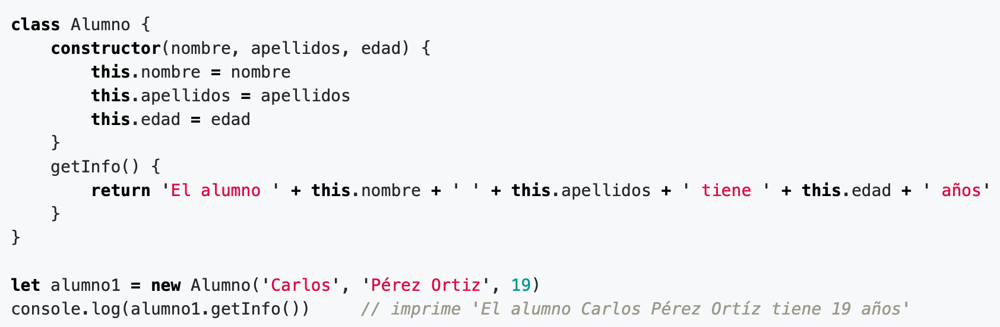 class Alumno {
    constructor(nombre, apellidos, edad) {
        this.nombre = nombre
        this.apellidos = apellidos
        this.edad = edad
    }
    getInfo() {
        return 'El alumno ' + this.nombre + ' ' + this.apellidos + ' tiene ' + this.edad + ' años'
    }
}

let alumno1 = new Alumno('Carlos', 'Pérez Ortiz', 19)
console.log(alumno1.getInfo())     // imprime 'El alumno Carlos Pérez Ortíz tiene 19 años'